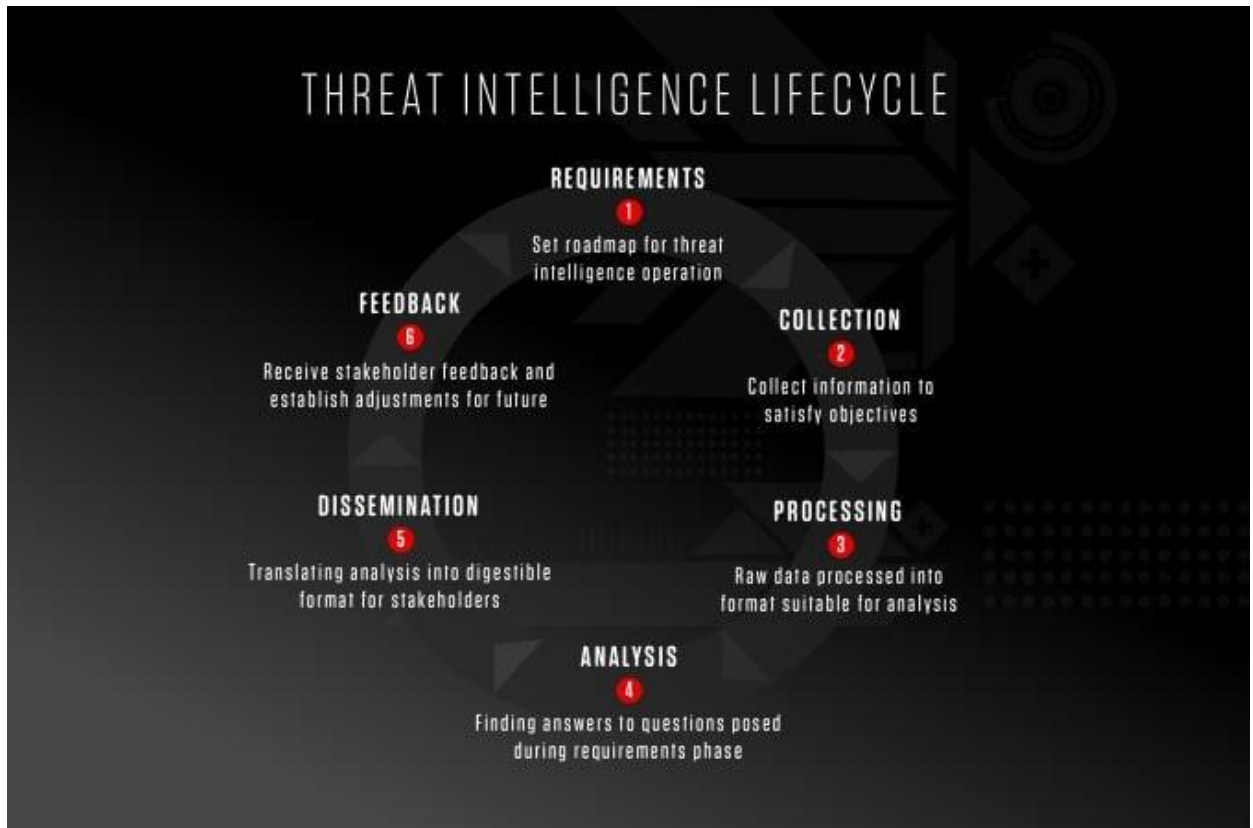 THREAT INTELLIGENCE LIFECYCLE
REQUIREMENTS
1
Set roadmap for threat
intelligence operation
COLLECTION
2
Collect information to
satisfy objectives
PROCESSING
3
Raw data processed into
format suitable for analysis
ANALYSIS
4
Finding answers to questions posed
during requirements phase
DISSEMINATION
5
Translating analysis into digestible
format for stakeholders
FEEDBACK
6
Receive stakeholder feedback and
establish adjustments for future